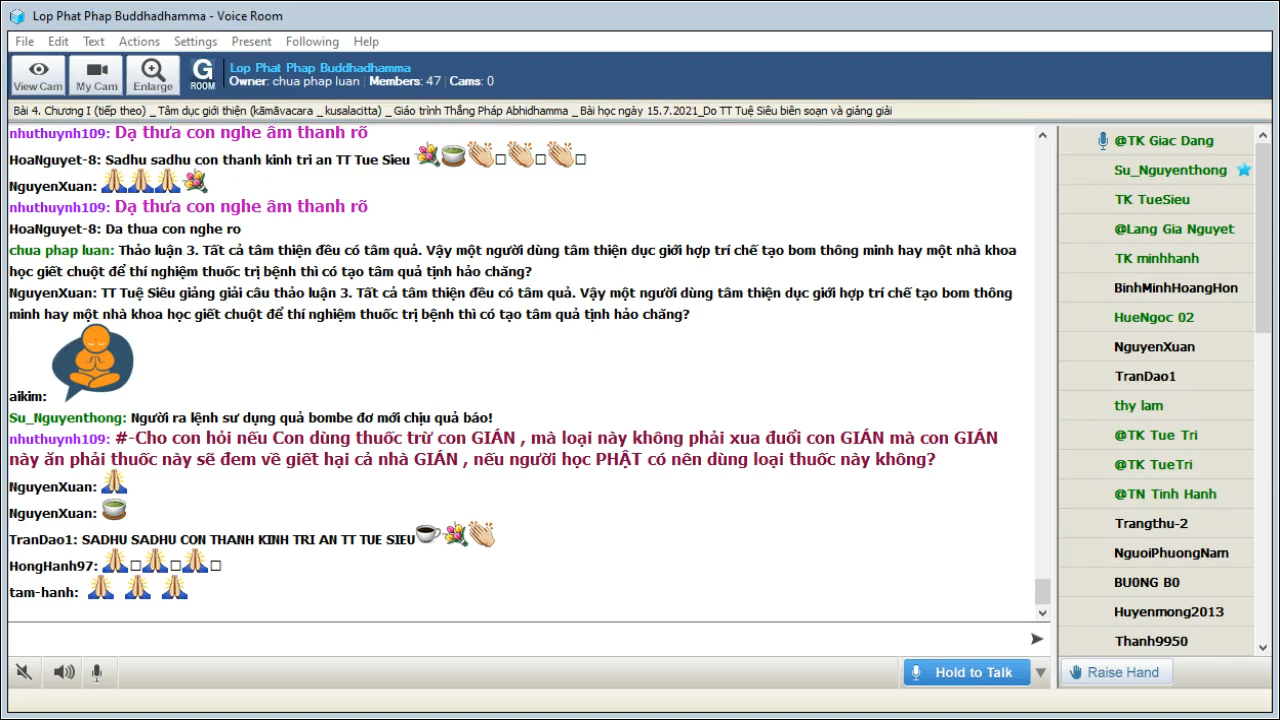 Lop Phat Phap Buddhadhamma - Voice Room
File Edit Text Actions Settings Present Following Help
View Cam My Cam Enlarge G ROOM
Lop Phat Phap Buddhadhamma
Owner: chua phap luan | Members: 47 | Cams: 0
Bài 4. Chương I (tiếp theo) _ Tâm dục giới thiện (kāmāvacara _kusalacitta) _ Giáo trình Thắng Pháp Abhidhamma _ Bài học ngày 15.7.2021_Do TT Tuệ Siêu biên soạn và giảng giải
nhuthuynh109: Dạ thưa con nghe âm thanh rõ
HoaNguyet-8: Sadhu sadhu con thanh kinh tri an TT Tue Sieu
NguyenXuan:
nhuthuynh109: Dạ thưa con nghe âm thanh rõ
HoaNguyet-8: Da thua con nghe ro
chua phap luan: Thảo luận 3. Tất cả tâm thiện đều có tâm quả. Vậy một người dùng tâm thiện dục giới hợp trí chế tạo bom thông minh hay một nhà khoa
học giết chuột để thí nghiệm thuốc trị bệnh thì có tạo tâm quả tịnh hảo chăng?
NguyenXuan: TT Tuệ Siêu giảng giải câu thảo luận 3. Tất cả tâm thiện đều có tâm quả. Vậy một người dùng tâm thiện dục giới hợp trí chế tạo bom thông
minh hay một nhà khoa học giết chuột để thí nghiệm thuốc trị bệnh thì có tạo tâm quả tịnh hảo chăng?
aikim:
Su_Nguyenthong: Người ra lệnh sư dụng quả bombe đơ mới chịu quả báo!
nhuthuynh109: #-Cho con hỏi nếu Con dùng thuốc trừ con GIÁN , mà loại này không phải xua đuổi con GIÁN mà con GIÁN
này ăn phải thuốc này sẽ đem về giết hại cả nhà GIÁN , nếu người học PHẬT có nên dùng loại thuốc này không?
NguyenXuan:
NguyenXuan:
TranDao1: SADHU SADHU CON THANH KINH TRI AN TT TUE SIEU
HongHanh97:
tam-hanh:
@TK Giac Dang
Su_Nguyenthong
TK TueSieu
@Lang Gia Nguyet
TK minhhanh
BinhMinhHoangHon
HueNgoc 02
NguyenXuan
TranDao1
thy lam
@TK Tue Tri
@TK TueTri
@TN Tinh Hanh
Trangthu-2
NguoiPhuongNam
BU0NG B0
Huyenmong2013
Thanh9950
Hold to Talk
Raise Hand